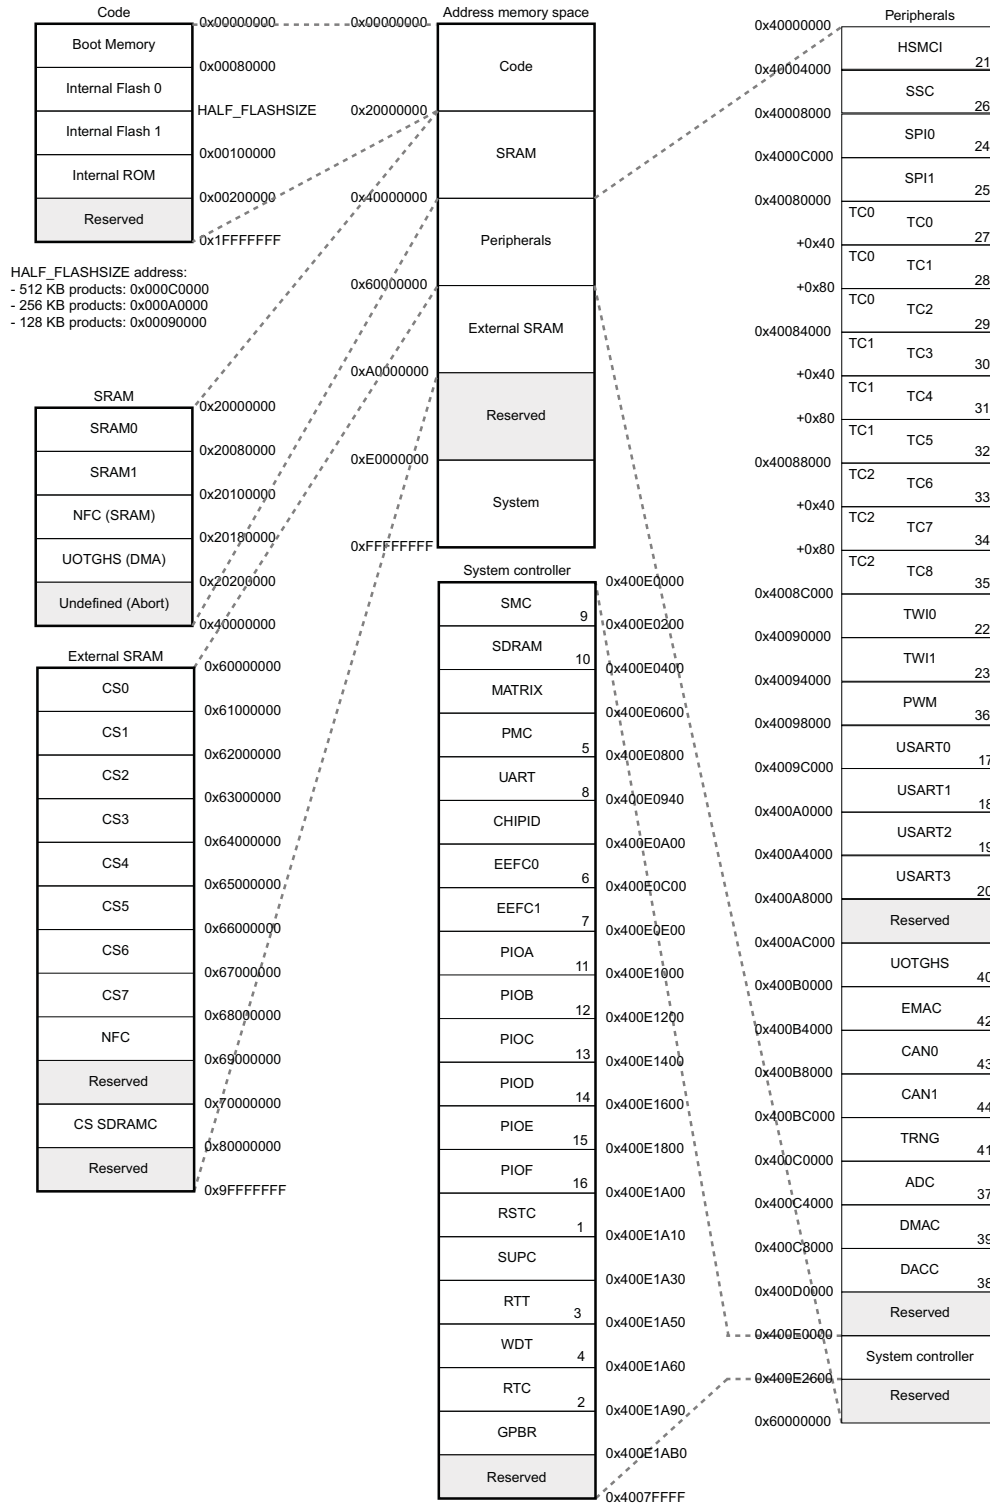 Code
0x00000000
Boot Memory
0x00080000
Internal Flash 0
HALF_FLASHSIZE
Internal Flash 1
0x00100000
Internal ROM
0x00200000
Reserved
0x1FFFFFFF
HALF_FLASHSIZE address:
- 512 KB products: 0x000C0000
- 256 KB products: 0x000A0000
- 128 KB products: 0x00090000
SRAM
0x20000000
SRAM0
0x20080000
SRAM1
0x20100000
NFC (SRAM)
0x20180000
UOTGHS (DMA)
0x20200000
Undefined (Abort)
0x40000000
External SRAM
0x60000000
CS0
0x61000000
CS1
0x62000000
CS2
0x63000000
CS3
0x64000000
CS4
0x65000000
CS5
0x66000000
CS6
0x67000000
CS7
0x68000000
NFC
0x69000000
Reserved
0x70000000
CS SDRAMC
0x80000000
Reserved
0x9FFFFFFF
Address memory space
0x00000000
Code
0x20000000
SRAM
0x40000000
Peripherals
0x60000000
External SRAM
0xA0000000
Reserved
0xE0000000
System
0xFFFFFFFF
System controller
0x400E0000
SMC
9
0x400E0200
SDRAM
10
0x400E0400
MATRIX
0x400E0600
PMC
5
0x400E0800
UART
8
0x400E0940
CHIPID
0x400E0A00
EEFC0
6
0x400E0C00
EEFC1
7
0x400E0E00
PIOA
11
0x400E1000
PIOB
12
0x400E1200
PIOC
13
0x400E1400
PIOD
14
0x400E1600
PIOE
15
0x400E1800
PIOF
16
0x400E1A00
RSTC
1
0x400E1A10
SUPC
0x400E1A30
RTT
3
0x400E1A50
WDT
4
0x400E1A60
RTC
2
0x400E1A90
GPBR
0x400E1AB0
Reserved
0x4007FFFF
Peripherals
0x40000000
HSMCI
21
0x40004000
SSC
26
0x40008000
SPI0
24
0x4000C000
SPI1
25
0x40080000
TC0 TC0
27
+0x40
TC0 TC1
28
+0x80
TC0 TC2
29
0x40084000
TC1 TC3
30
+0x40
TC1 TC4
31
+0x80
TC1 TC5
32
0x40088000
TC2 TC6
33
+0x40
TC2 TC7
34
+0x80
TC2 TC8
35
0x4008C000
TWI0
22
0x40090000
TWI1
23
0x40094000
PWM
36
0x40098000
USART0
17
0x4009C000
USART1
18
0x400A0000
USART2
19
0x400A4000
USART3
20
0x400A8000
Reserved
0x400AC000
UOTGHS
40
0x400B0000
EMAC
42
0x400B4000
CAN0
43
0x400B8000
CAN1
44
0x400BC000
TRNG
41
0x400C0000
ADC
37
0x400C4000
DMAC
39
0x400C8000
DACC
38
0x400D0000
Reserved
0x400E0000
System controller
0x400E2600
Reserved
0x60000000